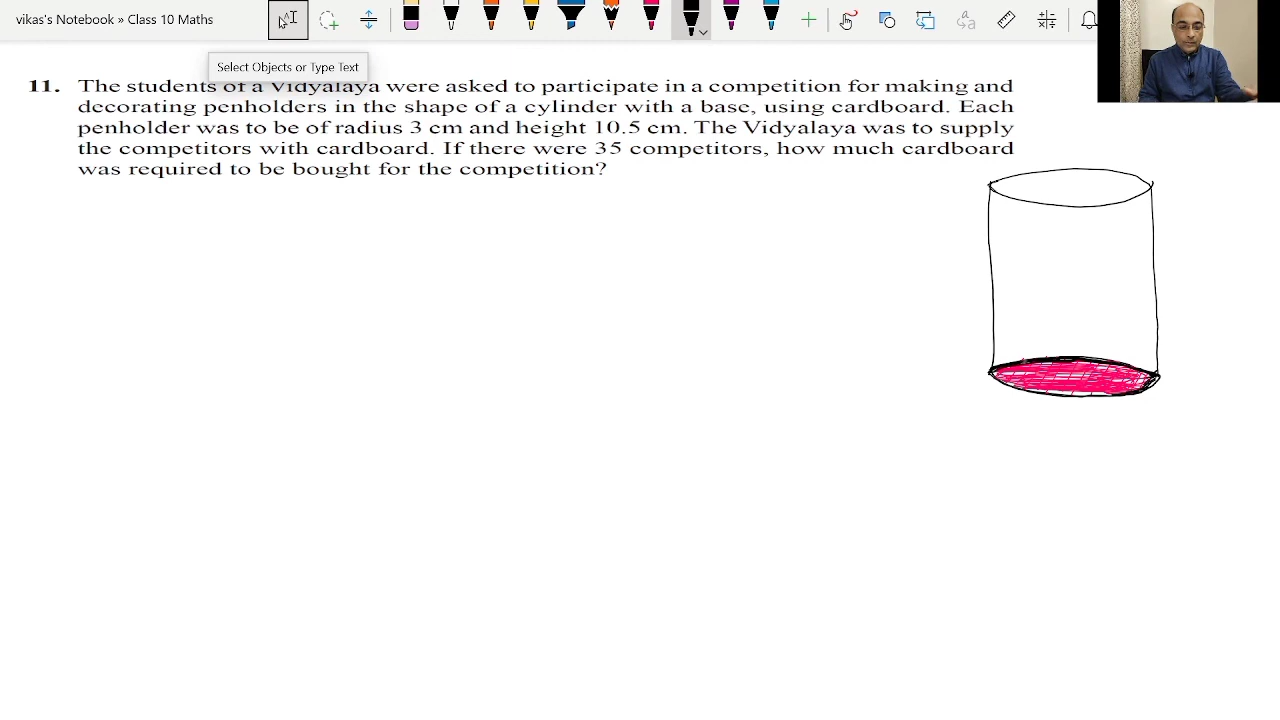 vikas's Notebook » Class 10 Maths
Select Objects or Type Text
11. The students of a Vidyalaya were asked to participate in a competition for making and
decorating penholders in the shape of a cylinder with a base, using cardboard. Each
penholder was to be of radius 3 cm and height 10.5 cm. The Vidyalaya was to supply
the competitors with cardboard. If there were 35 competitors, how much cardboard
was required to be bought for the competition?